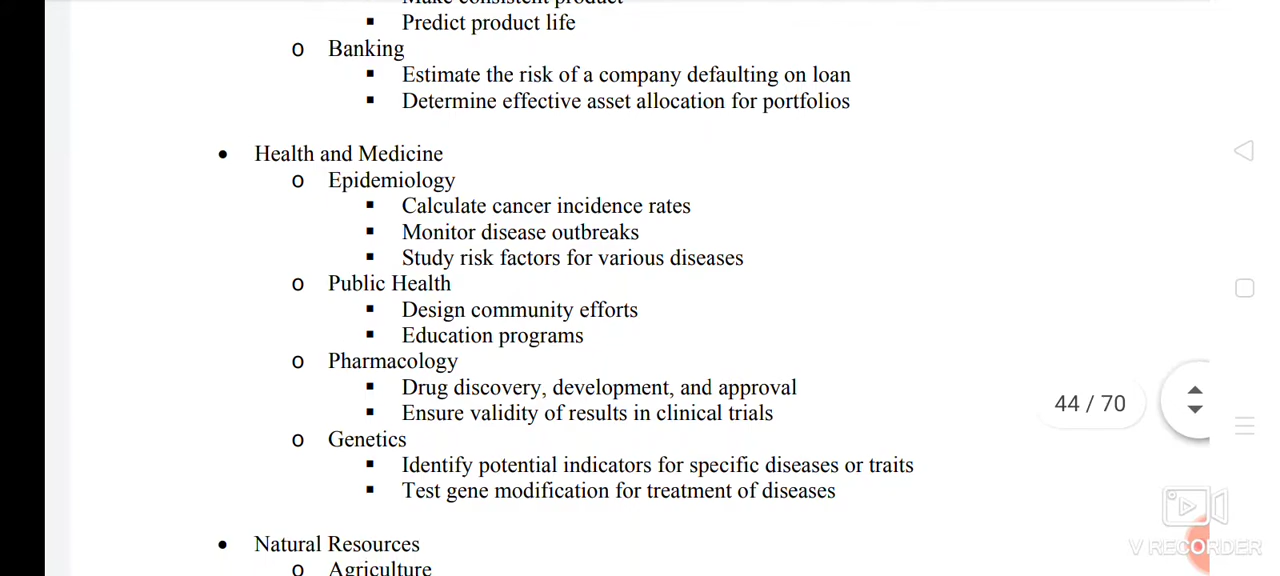 Make consistent product
▪ Predict product life
o Banking
▪ Estimate the risk of a company defaulting on loan
▪ Determine effective asset allocation for portfolios
• Health and Medicine
o Epidemiology
▪ Calculate cancer incidence rates
▪ Monitor disease outbreaks
▪ Study risk factors for various diseases
o Public Health
▪ Design community efforts
▪ Education programs
o Pharmacology
▪ Drug discovery, development, and approval
▪ Ensure validity of results in clinical trials
o Genetics
▪ Identify potential indicators for specific diseases or traits
▪ Test gene modification for treatment of diseases
• Natural Resources
o Agriculture
44 / 70
V RECORDER